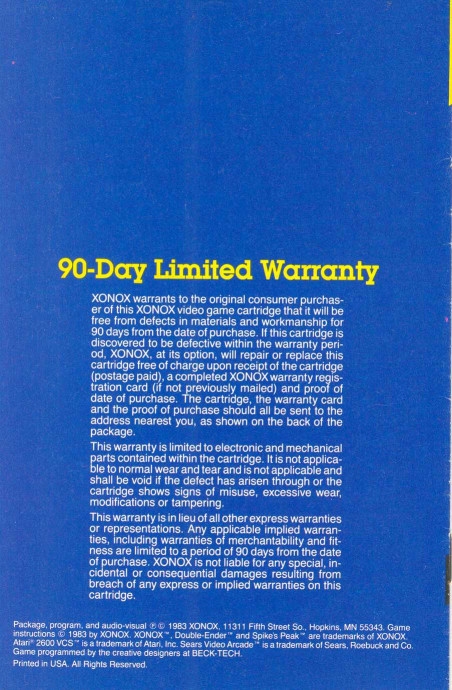 90-Day Limited Warranty
XONOX warrants to the original consumer purchas-
er of this XONOX video game cartridge that it will be
free from defects in materials and workmanship for
90 days from the date of purchase. If this cartridge is
discovered to be defective within the warranty peri-
od, XONOX, at its option, will repair or replace this
cartridge free of charge upon receipt of the cartridge
(postage paid), a completed XONOX warranty regis-
tration card (if not previously mailed) and proof of
date of purchase. The cartridge, the warranty card
and the proof of purchase should all be sent to the
address nearest you, as shown on the back of the
package.
This warranty is limited to electronic and mechanical
parts contained within the cartridge. It is not applica-
ble to normal wear and tear and is not applicable and
shall be void if the defect has arisen through or the
cartridge shows signs of misuse, excessive wear,
modifications or tampering.
This warranty is in lieu of all other express warranties
or representations. Any applicable implied warran-
ties, including warranties of merchantability and fit-
ness are limited to a period of 90 days from the date
of purchase. XONOX is not liable for any special, in-
cidental or consequential damages resulting from
breach of any express or implied warranties on this
cartridge.
Package, program, and audio-visual ℗ © 1983 XONOX, 11311 Fifth Street So., Hopkins, MN 55343. Game
instructions © 1983 by XONOX. XONOX™, Double-Ender™ and Spike's Peak™ are trademarks of XONOX.
Atari® 2600 VCS™ is a trademark of Atari, Inc. Sears Video Arcade™ is a trademark of Sears, Roebuck and Co.
Game programmed by the creative designers at BECK-TECH.
Printed in USA. All Rights Reserved.